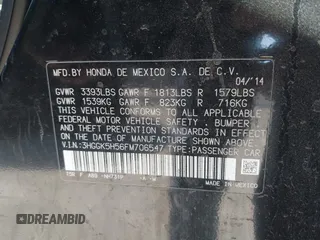 MFD.BY HONDA DE MEXICO S.A. DE C.V.
04/'14
GVWR 3393LBS GAWR F 1813LBS R 1579LBS
GVWR 1539KG GAWR F 823KG R 716KG
THIS VEHICLE CONFORMS TO ALL APPLICABLE
FEDERAL MOTOR VEHICLE SAFETY, BUMPER,
AND THEFT PREVENTION STANDARDS IN EFFECT
ON THE DATE OF MANUFACTURE SHOWN ABOVE.
V.I.N:3HGGK5H56FM706547 TYPE:PASSENGER CAR
MADE IN
MEXICO
SOLD BIDFAX